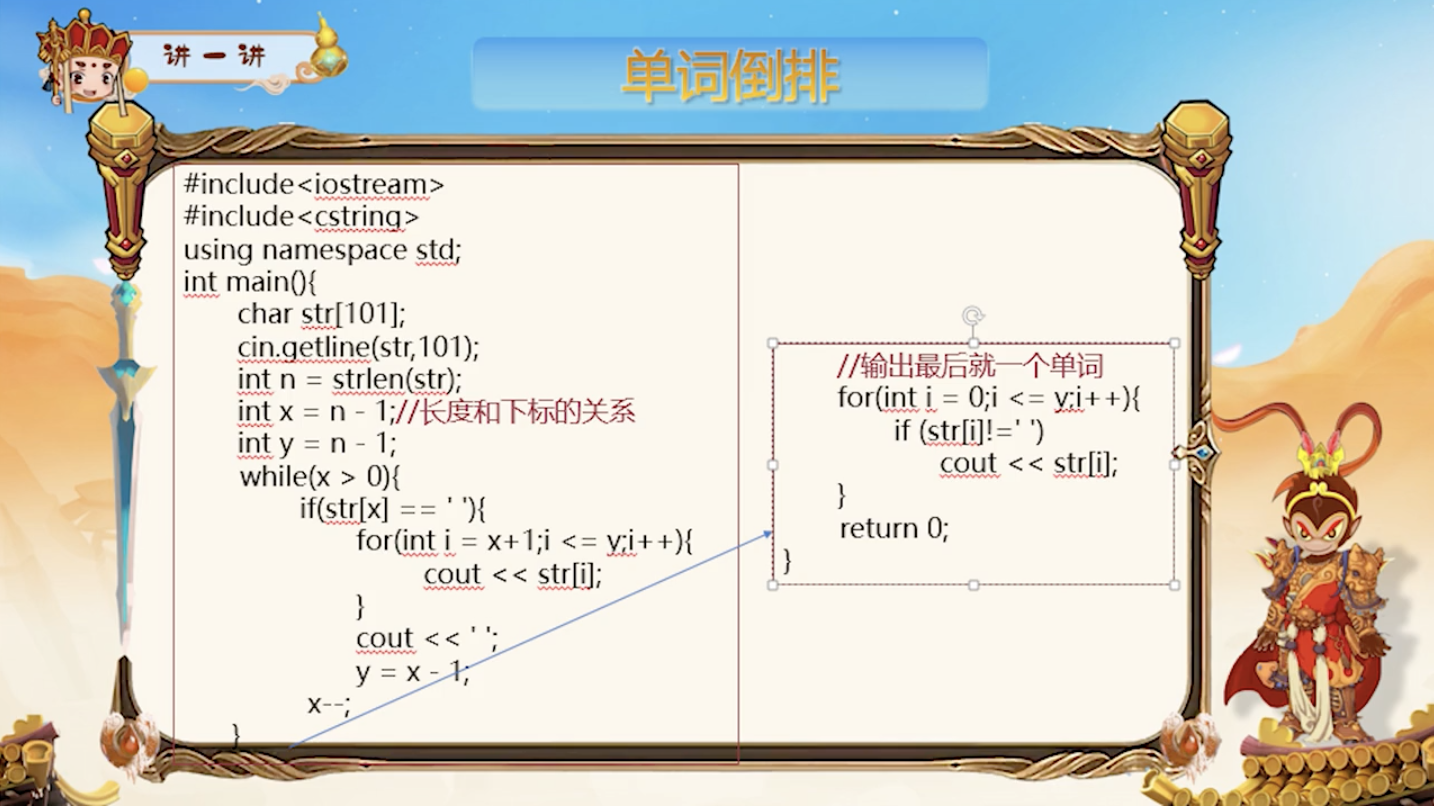 讲一讲
单词倒排
#include<iostream>
#include<cstring>
using namespace std;
int main(){
char str[101];
cin.getline(str,101);
int n = strlen(str);
int x = n - 1;//长度和下标的关系
int y = n - 1;
while(x > 0){
if(str[x] == ' '){
for(int i = x+1;i <= y;i++){
cout << str[i];
}
cout << ' ';
y = x - 1;
x--;
}
//输出最后就一个单词
for(int i = 0;i <= y;i++){
if (str[i]!=' ')
cout << str[i];
}
return 0;
}